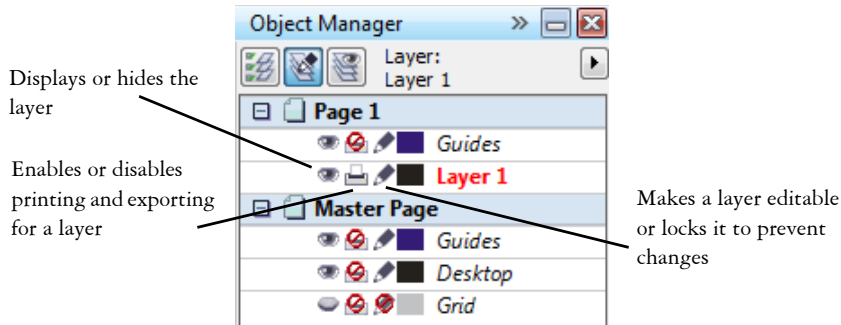 Object Manager
Layer:
Layer 1
Displays or hides the
layer
Page 1
Guides
Enables or disables
printing and exporting
for a layer
Layer 1
Makes a layer editable
or locks it to prevent
changes
Master Page
Guides
Desktop
Grid